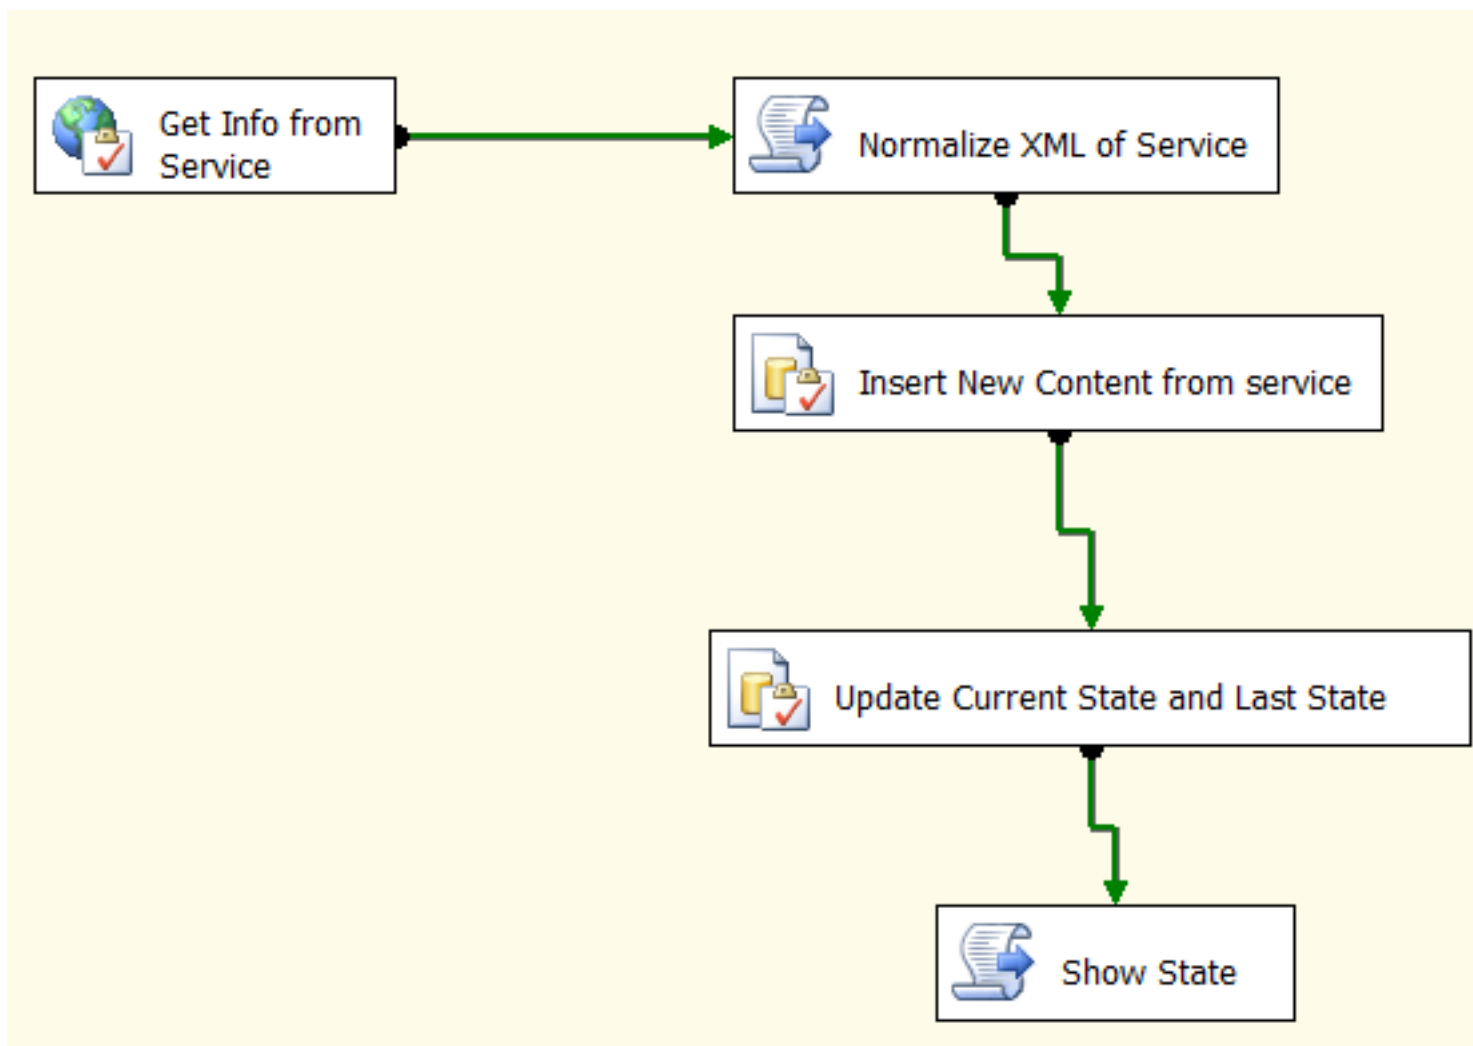 Get Info from
Service
Normalize XML of Service
Insert New Content from service
Update Current State and Last State
Show State